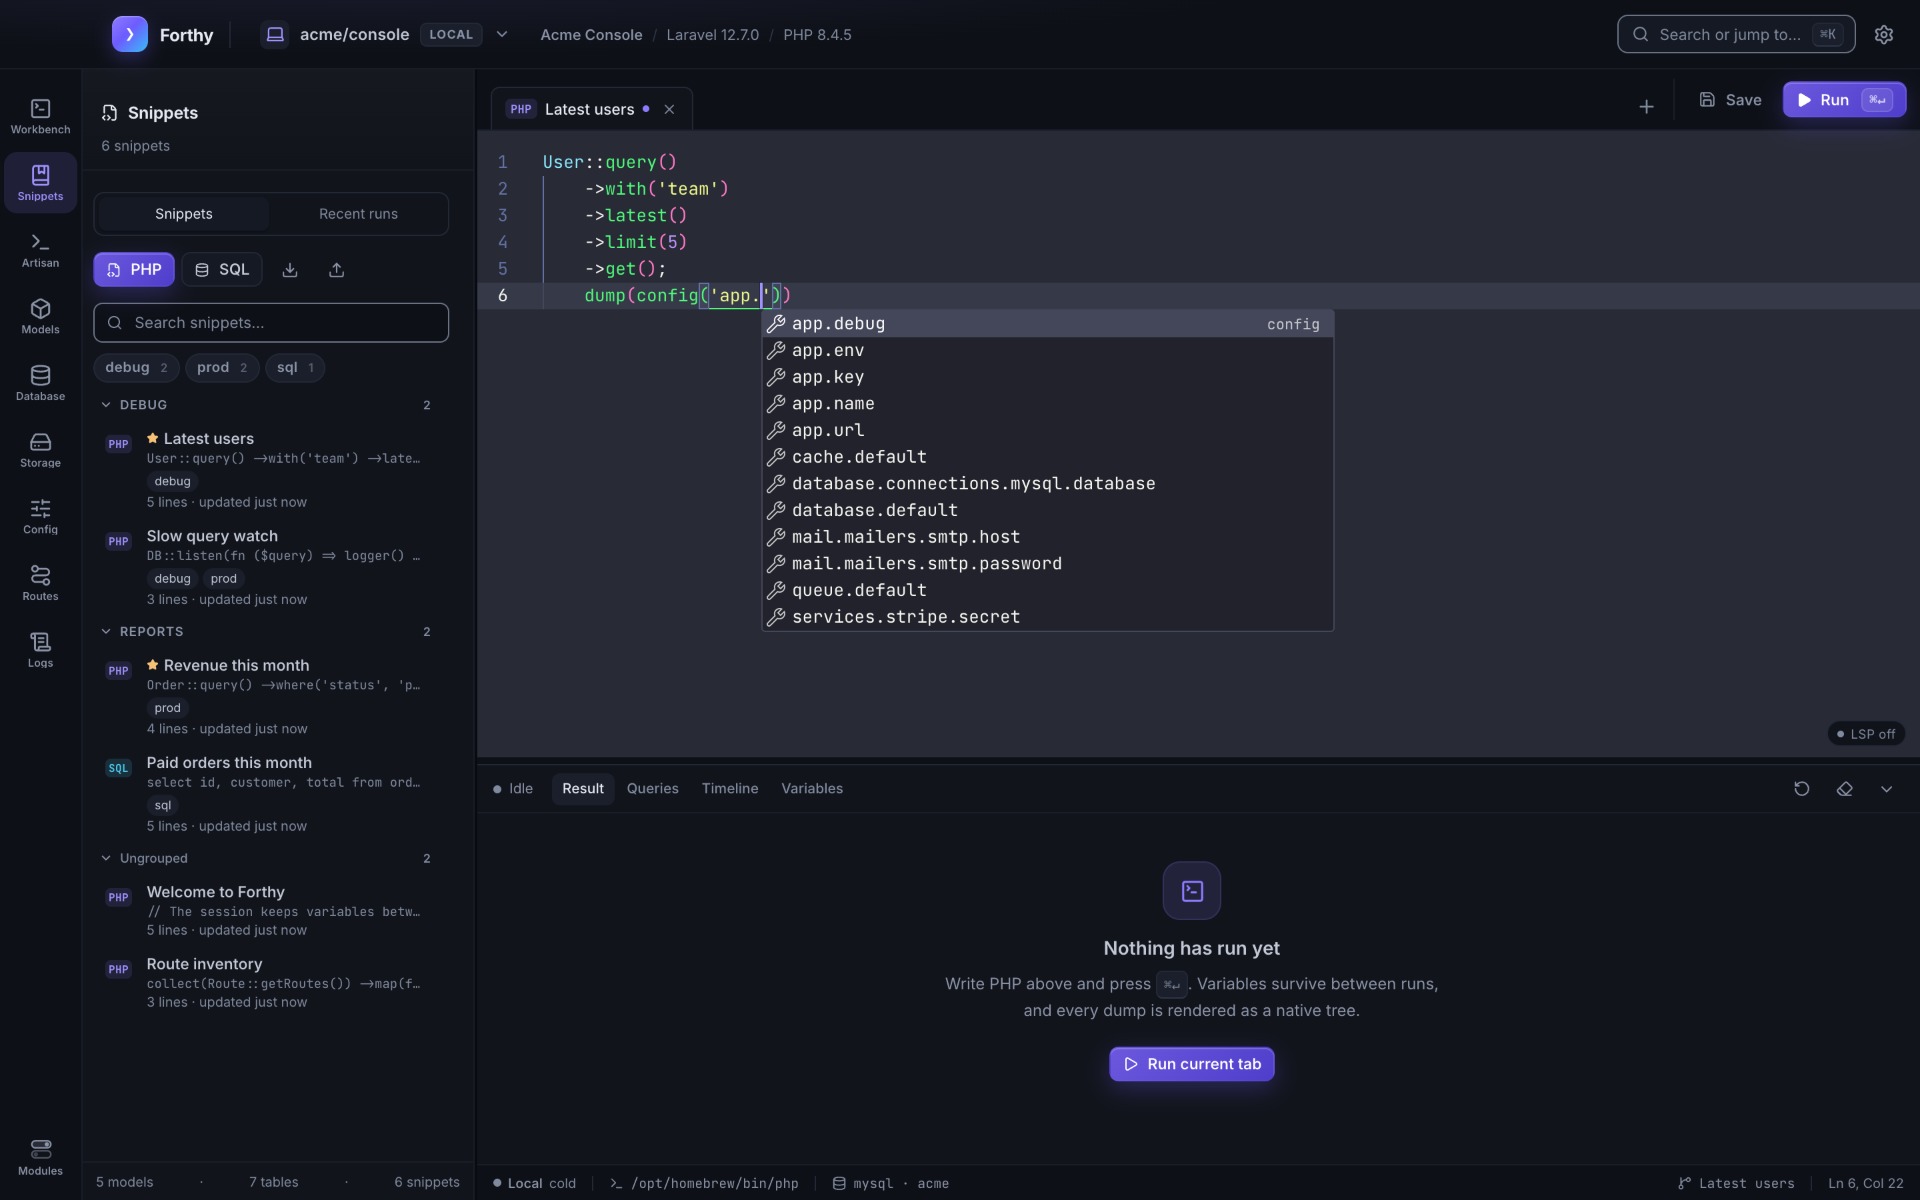 Forthy
acme/console LOCAL
Acme Console / Laravel 12.7.0 / PHP 8.4.5
Search or jump to... ⌘K
Workbench
Snippets
Artisan
Models
Database
Storage
Config
Routes
Logs
Modules
Snippets
6 snippets
Snippets Recent runs
PHP SQL
Search snippets...
debug 2 prod 2 sql 1
DEBUG 2
PHP Latest users
User::query() ->with('team') ->late…
debug
5 lines · updated just now
PHP Slow query watch
DB::listen(fn ($query) => logger() …
debug prod
3 lines · updated just now
REPORTS 2
PHP Revenue this month
Order::query() ->where('status', 'p…
prod
4 lines · updated just now
SQL Paid orders this month
select id, customer, total from ord…
sql
5 lines · updated just now
Ungrouped 2
PHP Welcome to Forthy
// The session keeps variables betw…
5 lines · updated just now
PHP Route inventory
collect(Route::getRoutes()) ->map(f…
3 lines · updated just now
5 models · 7 tables · 6 snippets
PHP Latest users
Save
Run ⌘↵
1 User::query()
2 ->with('team')
3 ->latest()
4 ->limit(5)
5 ->get();
6 dump(config('app.'))
app.debug config
app.env
app.key
app.name
app.url
cache.default
database.connections.mysql.database
database.default
mail.mailers.smtp.host
mail.mailers.smtp.password
queue.default
services.stripe.secret
LSP off
Idle Result Queries Timeline Variables
Nothing has run yet
Write PHP above and press ⌘↵. Variables survive between runs,
and every dump is rendered as a native tree.
Run current tab
Local cold /opt/homebrew/bin/php mysql · acme
Latest users Ln 6, Col 22